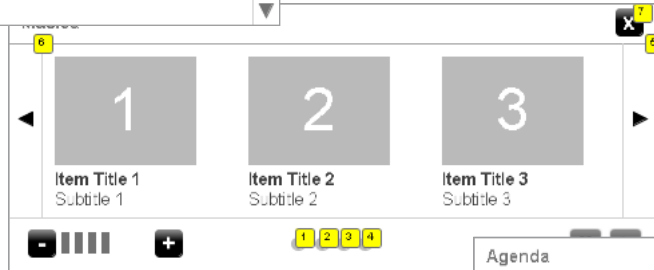 7
6
1 2 3
Item Title 1 Item Title 2 Item Title 3
Subtitle 1 Subtitle 2 Subtitle 3
- + 1 2 3 4
Agenda